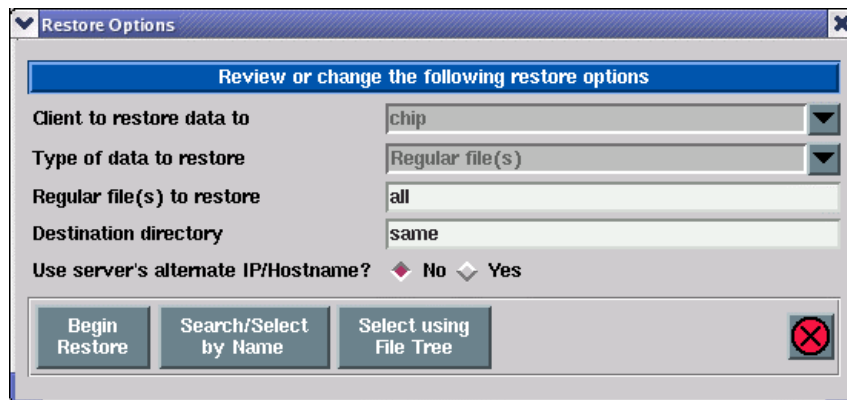 Restore Options
Review or change the following restore options
Client to restore data to chip
Type of data to restore Regular file(s)
Regular file(s) to restore all
Destination directory same
Use server's alternate IP/Hostname? No Yes
Begin Restore
Search/Select by Name
Select using File Tree